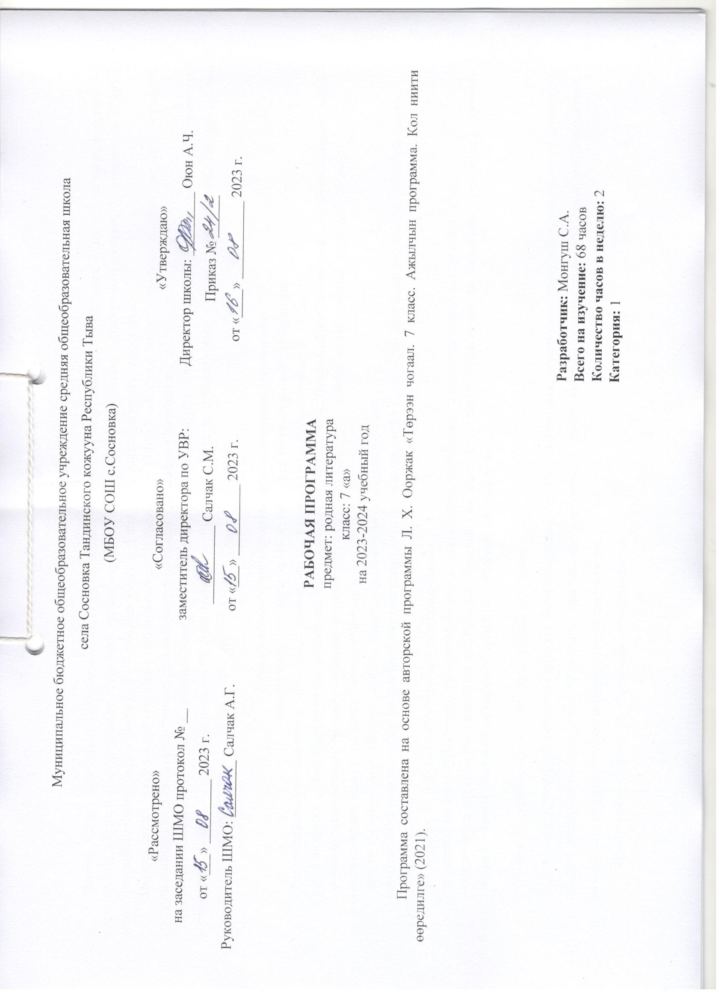 Муниципальное бюджетное общеобразовательное учреждение средняя общеобразовательная школа
села Сосновка Тандинского кожууна Республики Тыва
(МБОУ СОШ с.Сосновка)
«Рассмотрено»
на заседании ШМО протокол № __
от «15» 08 2023 г.
Руководитель ШМО: Салчак Салчак А.Г.
«Согласовано»
заместитель директора по УВР:
Салчак С.М.
от «15» 08 2023 г.
«Утверждаю»
Директор школы: Оюн А.Ч.
Приказ № 24/2
от «16» 08 2023 г.
РАБОЧАЯ ПРОГРАММА
предмет: родная литература
класс: 7 «а»
на 2023-2024 учебный год
Программа составлена на основе авторской программы Л. Х. Ооржак «Төрээн чогаал. 7 класс. Ажылчын программа. Кол ниити
өөредилге» (2021).
Разработчик: Монгуш С.А.
Всего на изучение: 68 часов
Количество часов в неделю: 2
Категория: 1